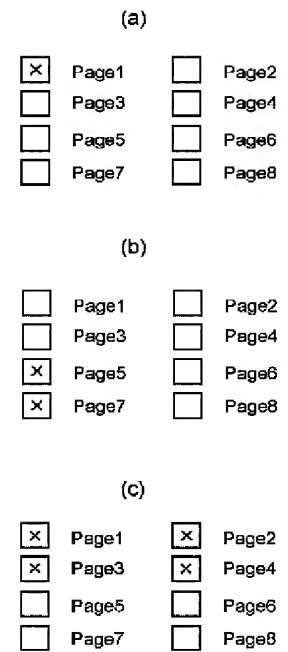 (a)
× Page1 Page2
Page3 Page4
Page5 Page6
Page7 Page8
(b)
Page1 Page2
Page3 Page4
× Page5 Page6
× Page7 Page8
(c)
× Page1 × Page2
× Page3 × Page4
Page5 Page6
Page7 Page8